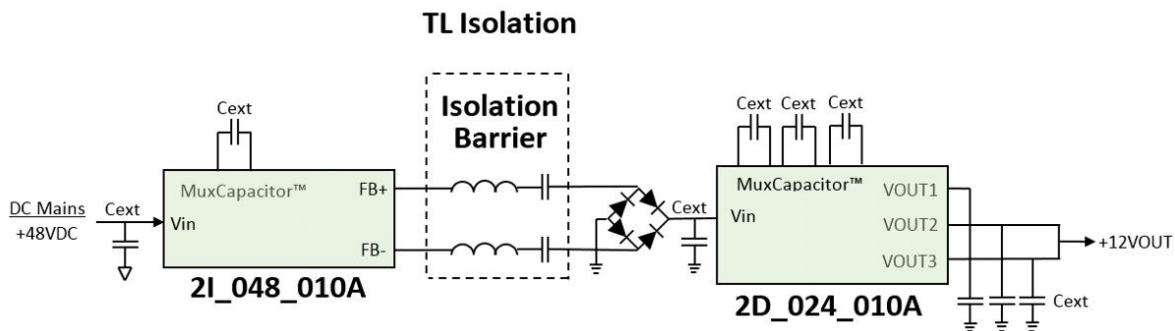 TL Isolation
Isolation
Barrier
Cext
Cext
Cext
Cext
MuxCapacitor™
FB+
MuxCapacitor™
VOUT1
DC Mains
+48VDC
Cext
Vin
Cext
Vin
VOUT2
+12VOUT
FB-
VOUT3
2I_048_010A
2D_024_010A
Cext